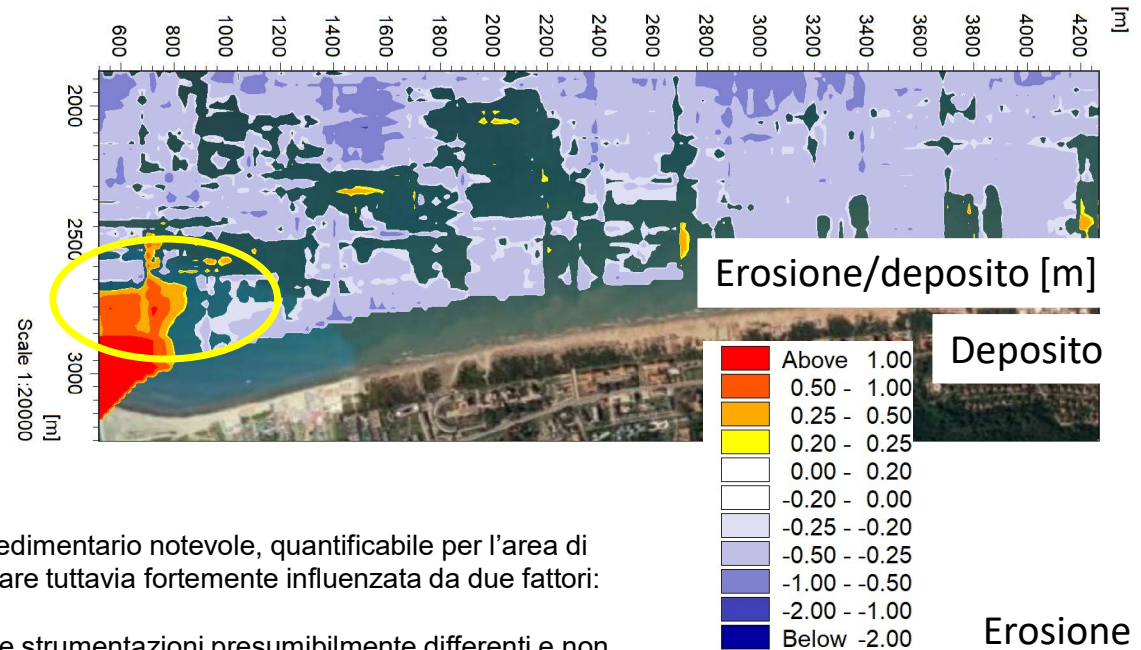 [m]
600 800 1000 1200 1400 1600 1800 2000 2200 2400 2600 2800 3000 3200 3400 3600 3800 4000 4200
2000
2500
3000
[m]
Scale 1:20000
Erosione/deposito [m]
Deposito
Above 1.00
0.50 - 1.00
0.25 - 0.50
0.20 - 0.25
0.00 - 0.20
-0.20 - 0.00
-0.25 - -0.20
-0.50 - -0.25
-1.00 - -0.50
-2.00 - -1.00
Below -2.00
Erosione
edimentario notevole, quantificabile per l’area di
are tuttavia fortemente influenzata da due fattori:
e strumentazioni presumibilmente differenti e non